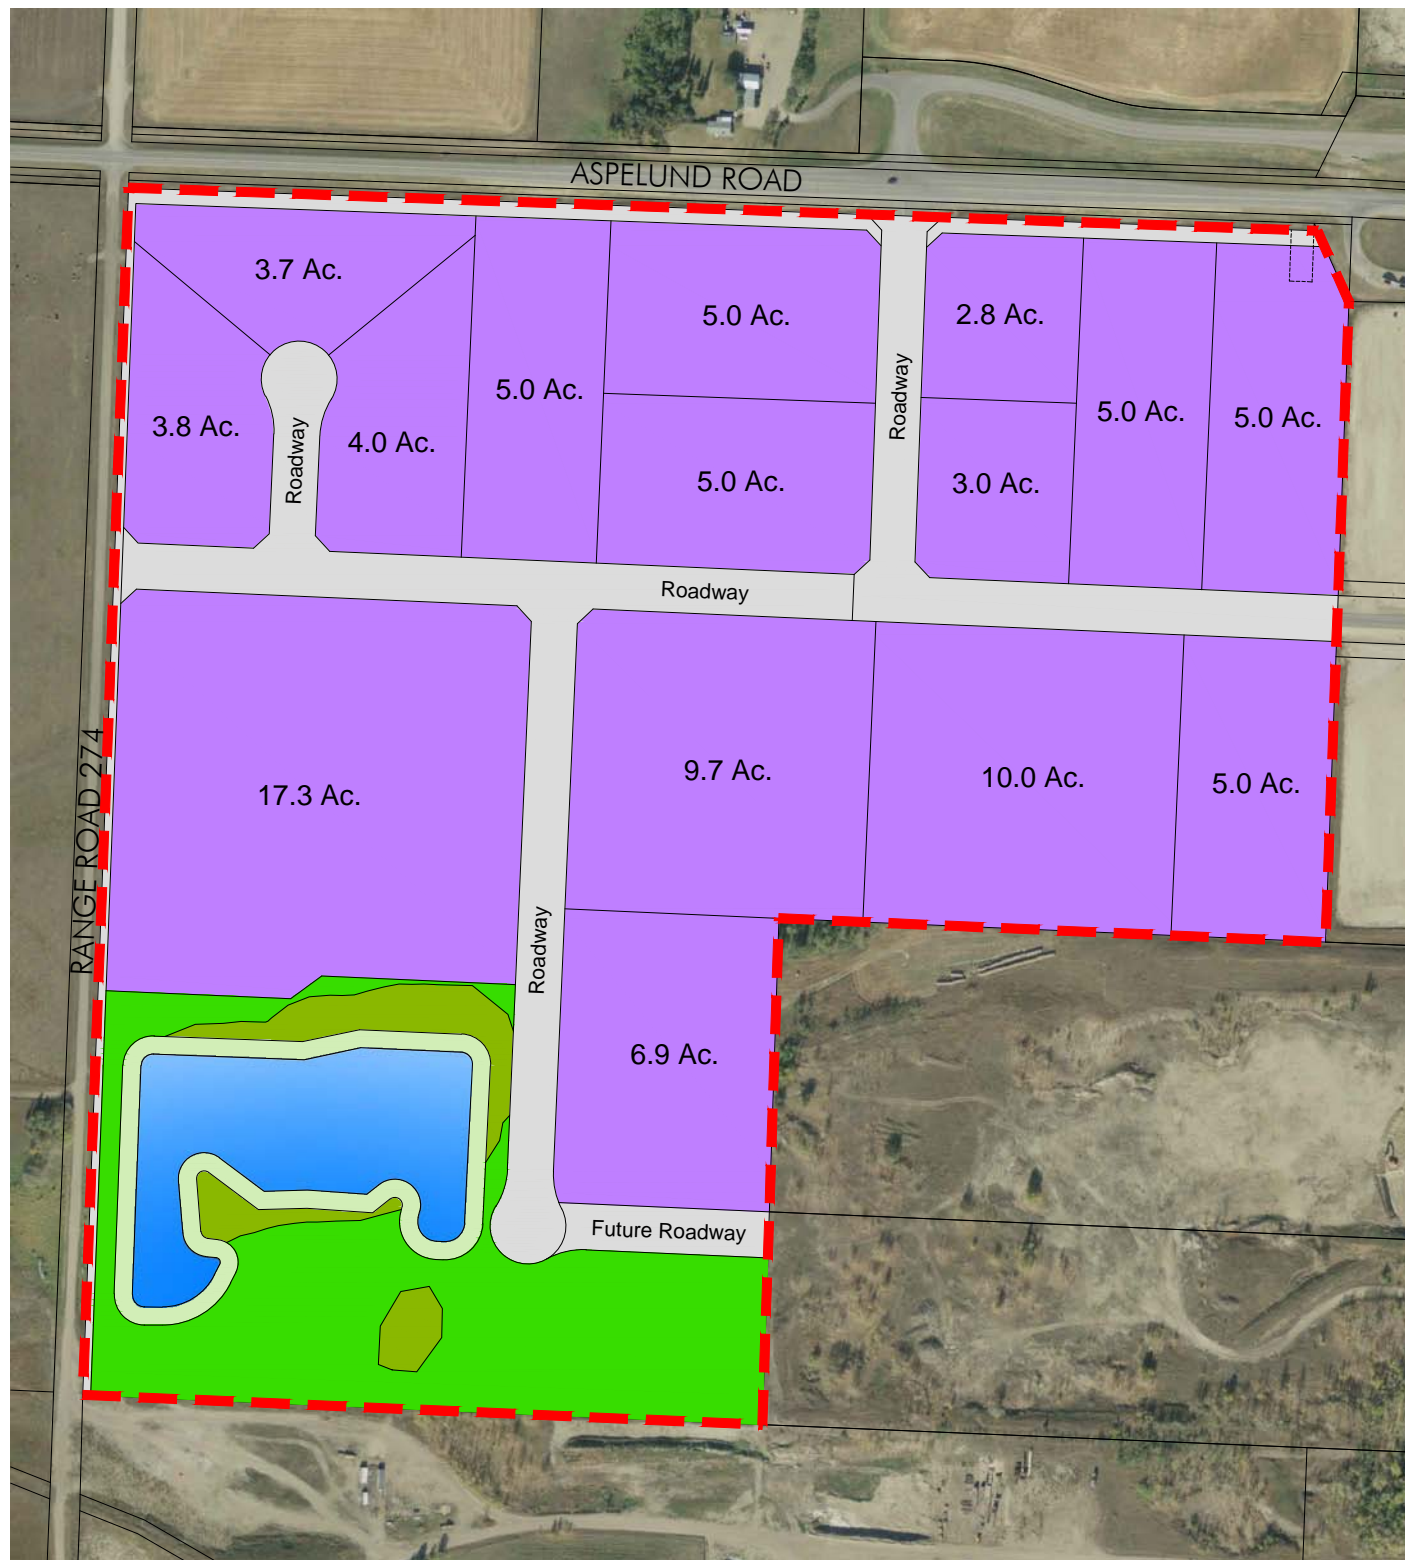 ASPELUND ROAD
3.7 Ac.
5.0 Ac.
2.8 Ac.
5.0 Ac.
5.0 Ac.
5.0 Ac.
3.8 Ac.
4.0 Ac.
Roadway
Roadway
5.0 Ac.
3.0 Ac.
Roadway
RANGE ROAD 274
17.3 Ac.
9.7 Ac.
10.0 Ac.
5.0 Ac.
Roadway
6.9 Ac.
Future Roadway